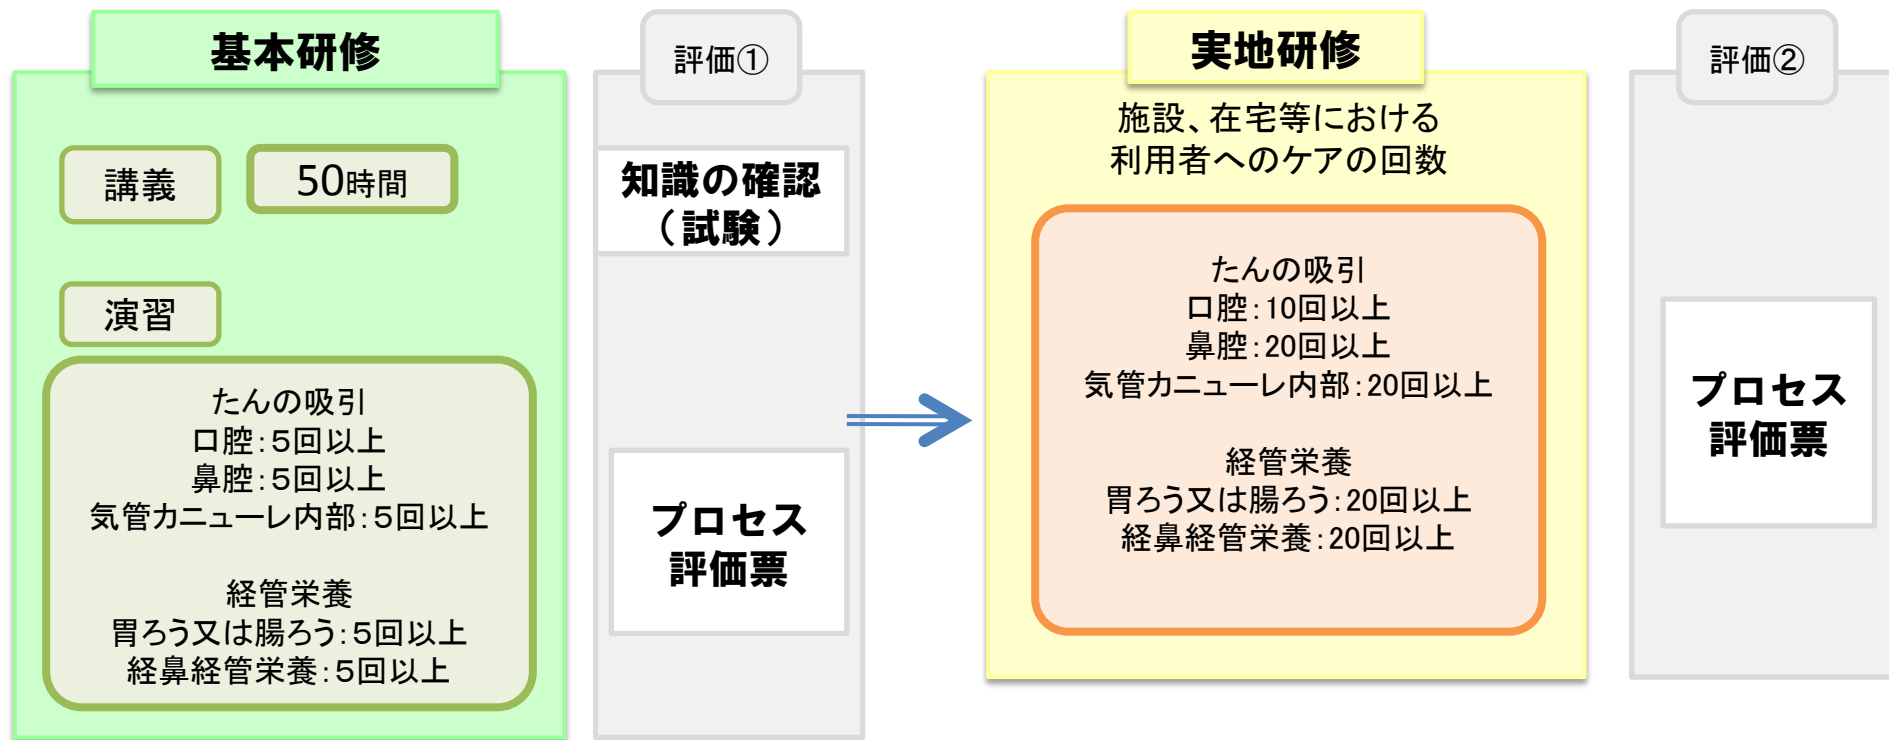 基本研修
講義
50時間
演習
たんの吸引
口腔：5回以上
鼻腔：5回以上
気管カニューレ内部：5回以上
経管栄養
胃ろう又は腸ろう：5回以上
経鼻経管栄養：5回以上
評価①
知識の確認
（試験）
プロセス
評価票
実地研修
施設、在宅等における
利用者へのケアの回数
たんの吸引
口腔：10回以上
鼻腔：20回以上
気管カニューレ内部：20回以上
経管栄養
胃ろう又は腸ろう：20回以上
経鼻経管栄養：20回以上
評価②
プロセス
評価票